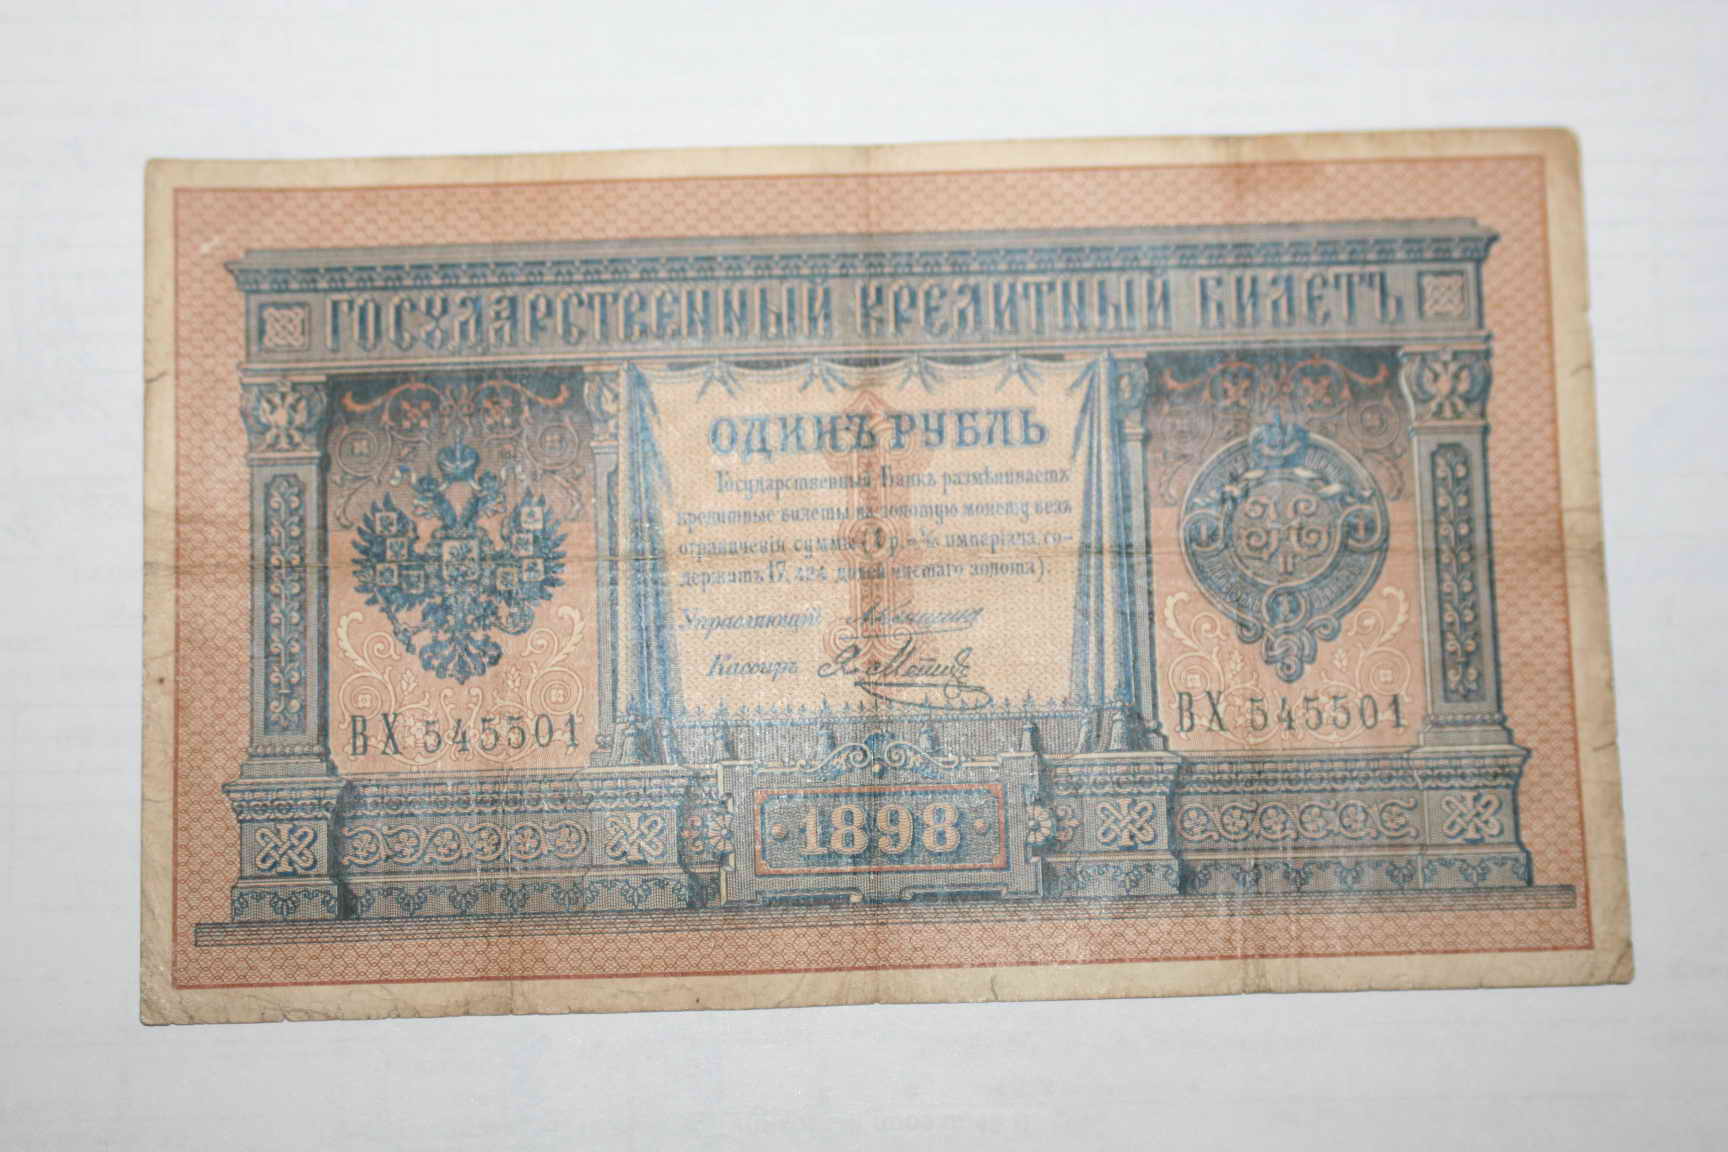 ГОСУДАРСТВЕННЫЙ КРЕДИТНЫЙ БИЛЕТЪ
ОДИНЪ РУБЛЬ
Государственный Банкъ размѣниваетъ
кредитные билеты на золотую монету безъ
ограниченія суммы (1 р. = 1/15 имперіала, со-
держитъ 17,424 долей чистаго золота).
Управляющій
Кассиръ
ВХ 545501
ВХ 545501
1898